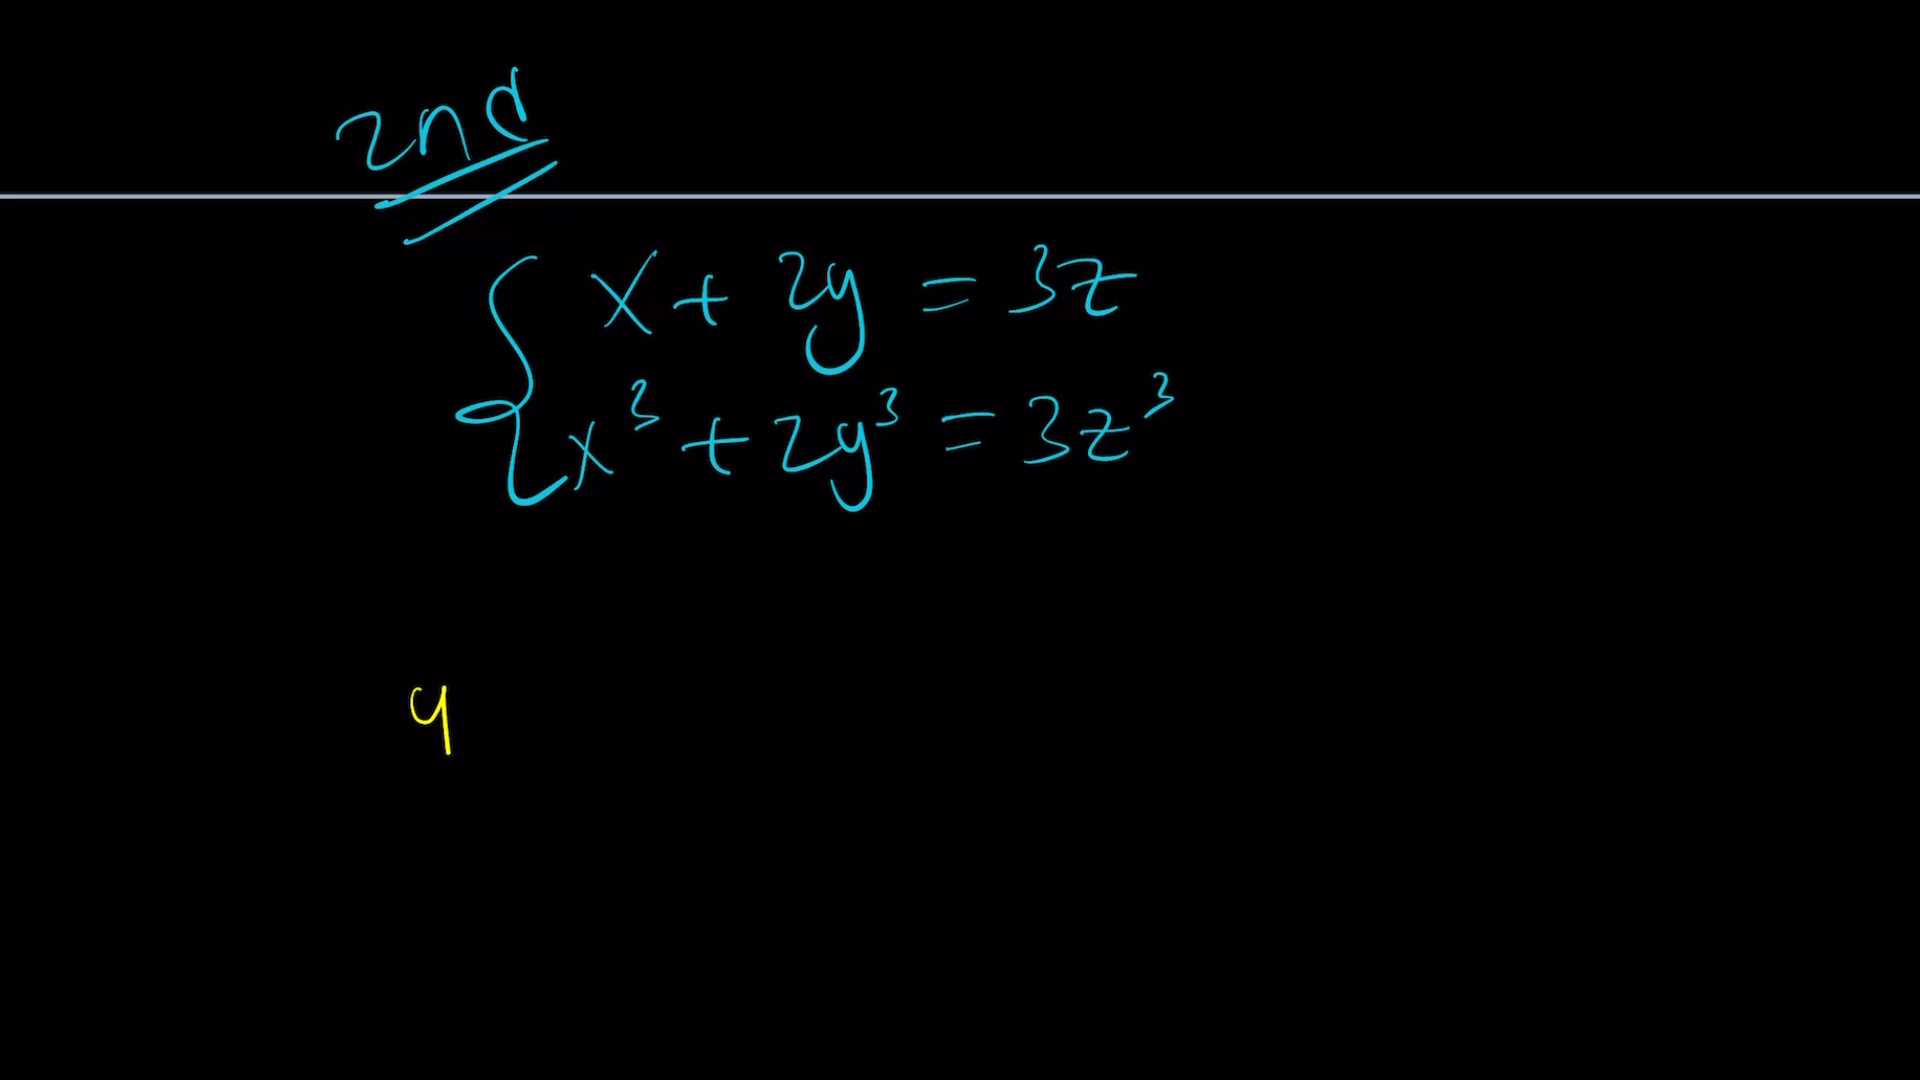 2nd
x + 2y = 3z
x³ + 2y³ = 3z³
y